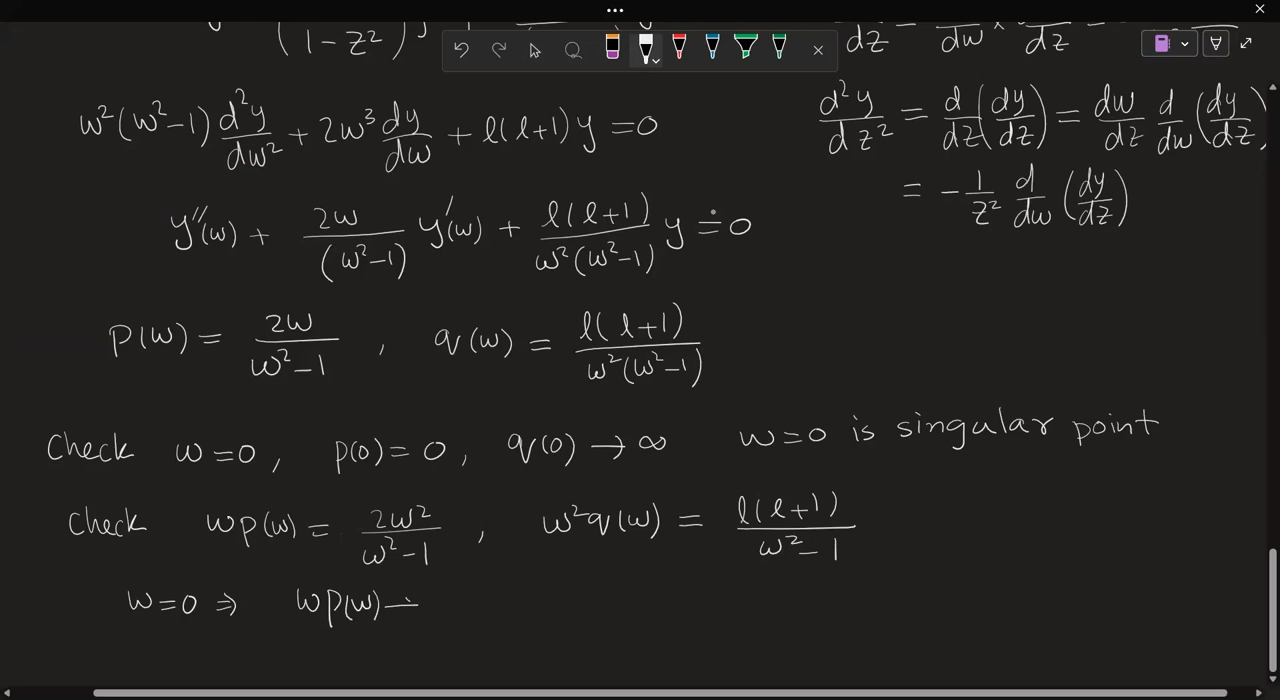 (1-z²)
w²(w²-1) d²y/dw² + 2w³ dy/dw + l(l+1) y = 0
d²y/dz² = d/dz (dy/dz) = dw/dz d/dw (dy/dz)
= -1/z² d/dw (dy/dz)
y''(w) + 2w/(w²-1) y'(w) + l(l+1)/w²(w²-1) y = 0
P(w) = 2w/w²-1 , q(w) = l(l+1)/w²(w²-1)
Check w=0, p(0) = 0, q(0) → ∞ w=0 is singular point
Check wp(w) = 2w²/w²-1 , w²q(w) = l(l+1)/w²-1
w=0 ⇒ wp(w)